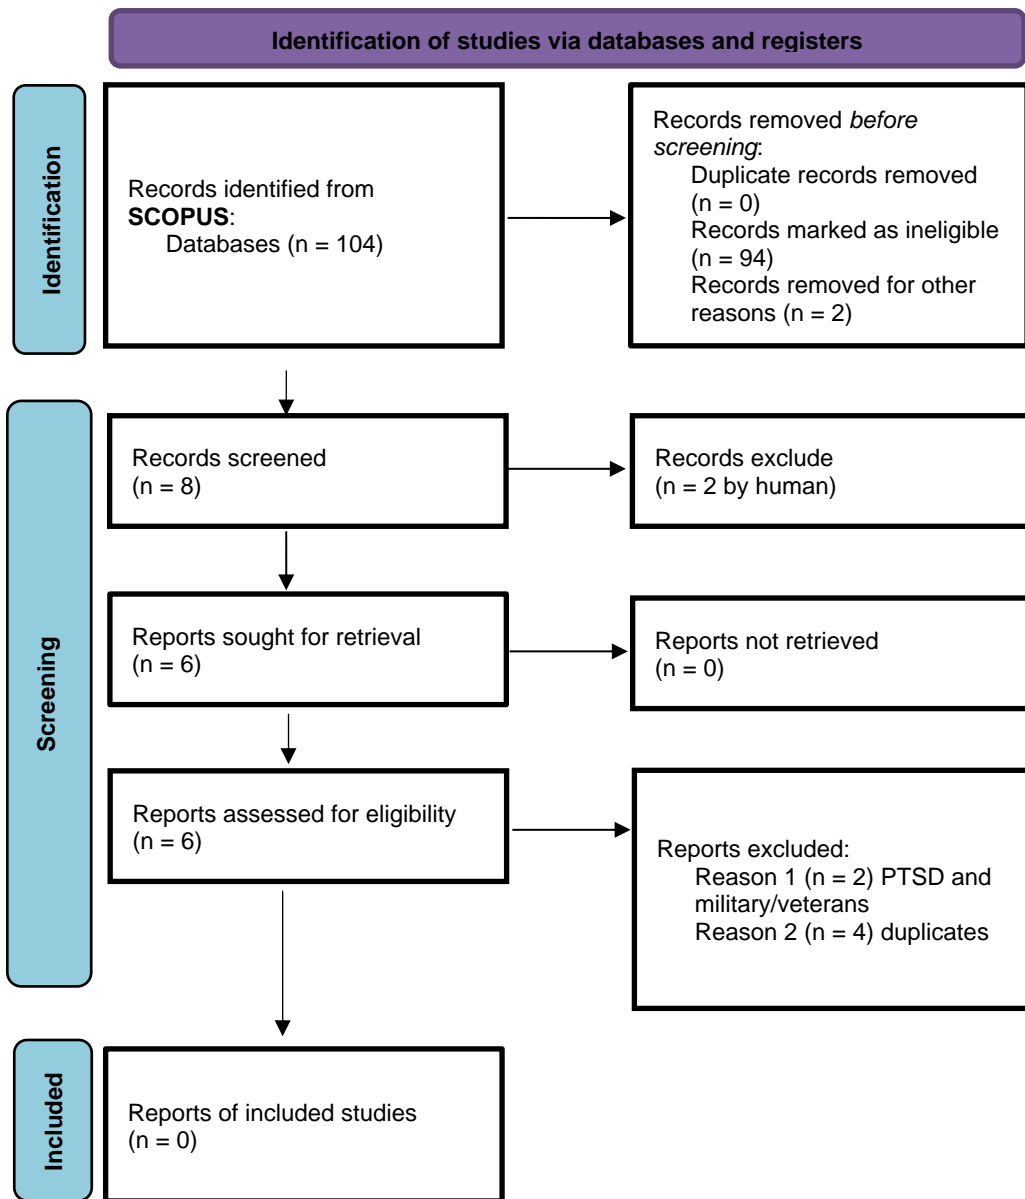 Identification of studies via databases and registers
Identification
Records identified from
SCOPUS:
Databases (n = 104)
Records removed before
screening:
Duplicate records removed
(n = 0)
Records marked as ineligible
(n = 94)
Records removed for other
reasons (n = 2)
Screening
Records screened
(n = 8)
Records exclude
(n = 2 by human)
Reports sought for retrieval
(n = 6)
Reports not retrieved
(n = 0)
Reports assessed for eligibility
(n = 6)
Reports excluded:
Reason 1 (n = 2) PTSD and
military/veterans
Reason 2 (n = 4) duplicates
Included
Reports of included studies
(n = 0)